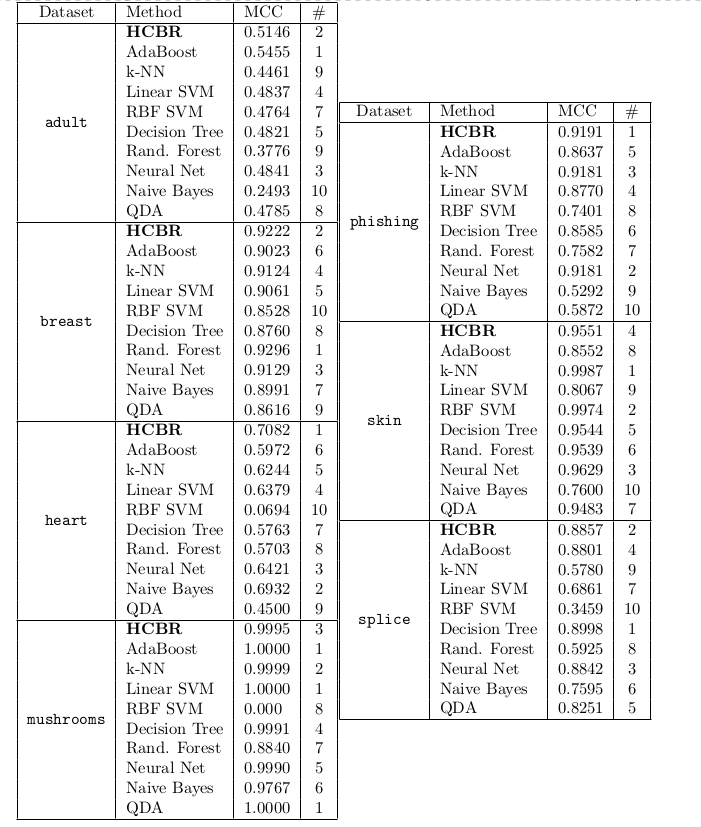 Dataset Method MCC #
adult
HCBR 0.5146 2
AdaBoost 0.5455 1
k-NN 0.4461 9
Linear SVM 0.4837 4
RBF SVM 0.4764 7
Decision Tree 0.4821 5
Rand. Forest 0.3776 9
Neural Net 0.4841 3
Naive Bayes 0.2493 10
QDA 0.4785 8
breast
HCBR 0.9222 2
AdaBoost 0.9023 6
k-NN 0.9124 4
Linear SVM 0.9061 5
RBF SVM 0.8528 10
Decision Tree 0.8760 8
Rand. Forest 0.9296 1
Neural Net 0.9129 3
Naive Bayes 0.8991 7
QDA 0.8616 9
heart
HCBR 0.7082 1
AdaBoost 0.5972 6
k-NN 0.6244 5
Linear SVM 0.6379 4
RBF SVM 0.0694 10
Decision Tree 0.5763 7
Rand. Forest 0.5703 8
Neural Net 0.6421 3
Naive Bayes 0.6932 2
QDA 0.4500 9
mushrooms
HCBR 0.9995 3
AdaBoost 1.0000 1
k-NN 0.9999 2
Linear SVM 1.0000 1
RBF SVM 0.000 8
Decision Tree 0.9991 4
Rand. Forest 0.8840 7
Neural Net 0.9990 5
Naive Bayes 0.9767 6
QDA 1.0000 1
Dataset Method MCC #
phishing
HCBR 0.9191 1
AdaBoost 0.8637 5
k-NN 0.9181 3
Linear SVM 0.8770 4
RBF SVM 0.7401 8
Decision Tree 0.8585 6
Rand. Forest 0.7582 7
Neural Net 0.9181 2
Naive Bayes 0.5292 9
QDA 0.5872 10
skin
HCBR 0.9551 4
AdaBoost 0.8552 8
k-NN 0.9987 1
Linear SVM 0.8067 9
RBF SVM 0.9974 2
Decision Tree 0.9544 5
Rand. Forest 0.9539 6
Neural Net 0.9629 3
Naive Bayes 0.7600 10
QDA 0.9483 7
splice
HCBR 0.8857 2
AdaBoost 0.8801 4
k-NN 0.5780 9
Linear SVM 0.6861 7
RBF SVM 0.3459 10
Decision Tree 0.8998 1
Rand. Forest 0.5925 8
Neural Net 0.8842 3
Naive Bayes 0.7595 6
QDA 0.8251 5